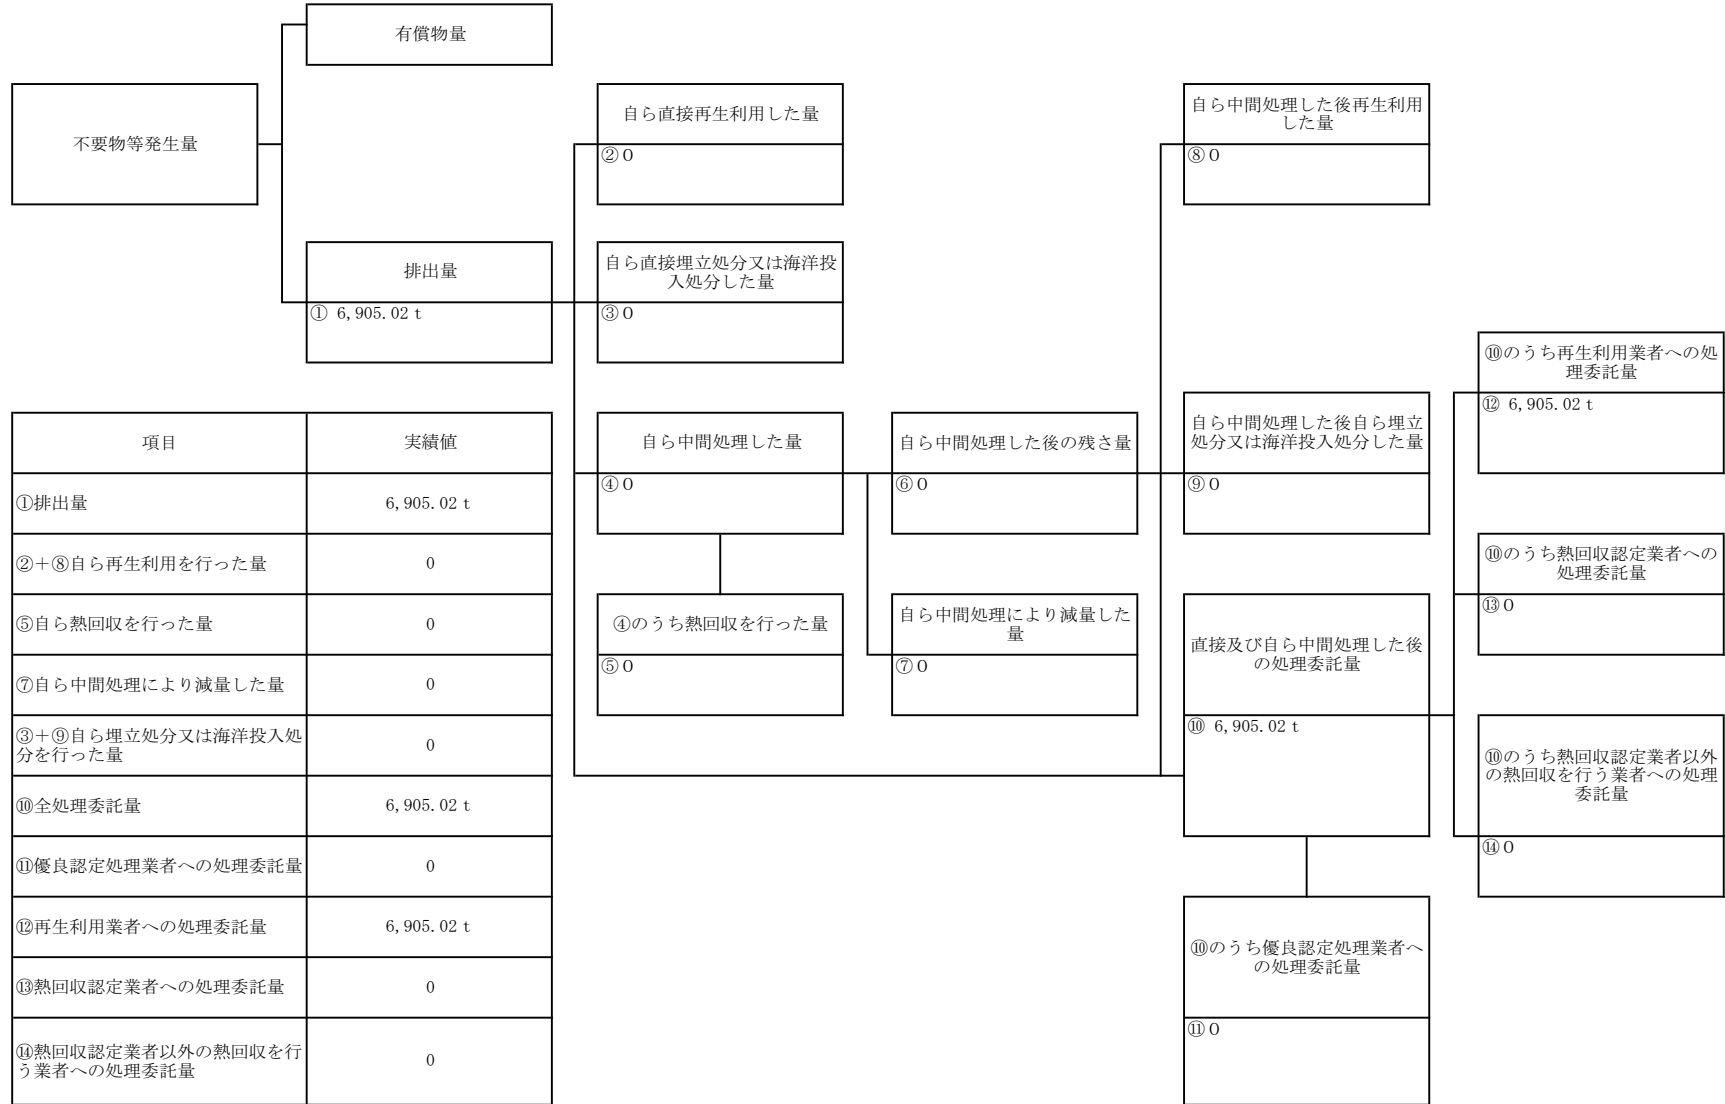 有償物量
不要物等発生量
自ら直接再生利用した量
②0
自ら中間処理した後再生利用
した量
⑧0
排出量
① 6,905.02 t
自ら直接埋立処分又は海洋投
入処分した量
③0
⑩のうち再生利用業者への処
理委託量
⑫ 6,905.02 t
自ら中間処理した量
④0
自ら中間処理した後の残さ量
⑥0
自ら中間処理した後自ら埋立
処分又は海洋投入処分した量
⑨0
⑩のうち熱回収認定業者への
処理委託量
⑬0
④のうち熱回収を行った量
⑤0
自ら中間処理により減量した
量
⑦0
直接及び自ら中間処理した後
の処理委託量
⑩ 6,905.02 t
⑩のうち熱回収認定業者以外
の熱回収を行う業者への処理
委託量
⑭0
⑩のうち優良認定処理業者へ
の処理委託量
⑪0
項目 実績値
①排出量 6,905.02 t
②+⑧自ら再生利用を行った量 0
⑤自ら熱回収を行った量 0
⑦自ら中間処理により減量した量 0
③+⑨自ら埋立処分又は海洋投入処
分を行った量 0
⑩全処理委託量 6,905.02 t
⑪優良認定処理業者への処理委託量 0
⑫再生利用業者への処理委託量 6,905.02 t
⑬熱回収認定業者への処理委託量 0
⑭熱回収認定業者以外の熱回収を行
う業者への処理委託量 0